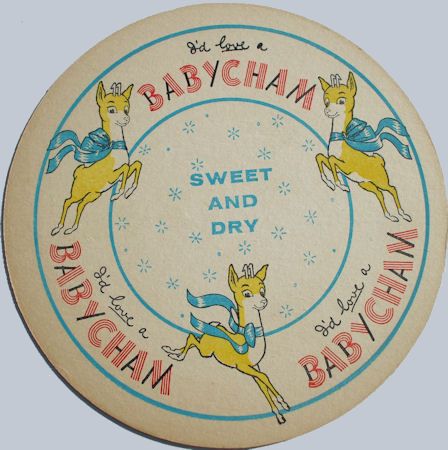 I'd love a
BABYCHAM
SWEET
AND
DRY
I'd love a
BABYCHAM
I'd love a
BABYCHAM